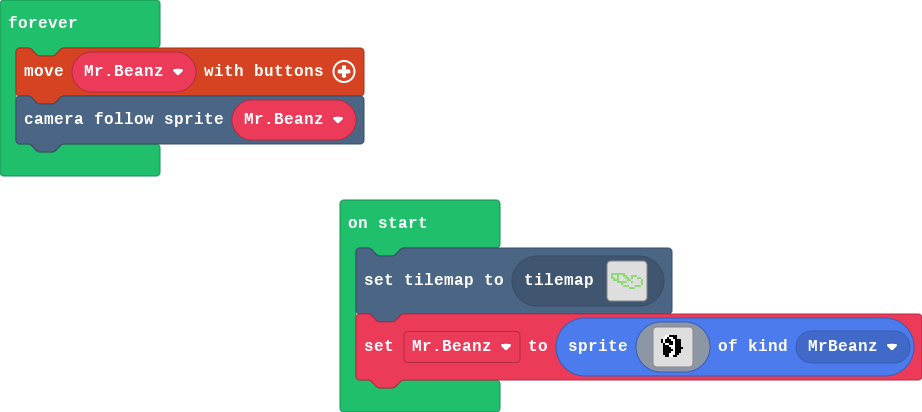 forever
move Mr.Beanz with buttons
camera follow sprite Mr.Beanz
on start
set tilemap to tilemap
set Mr.Beanz to sprite of kind MrBeanz